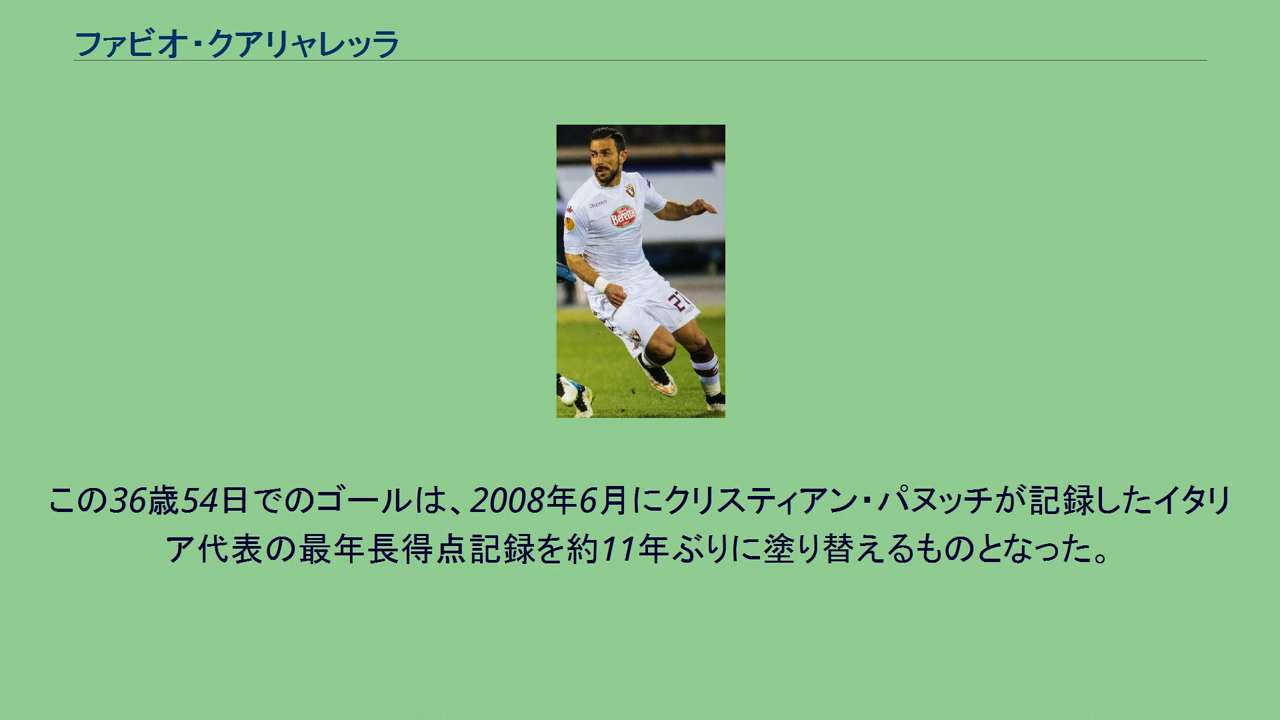 ファビオ・クアリャレッラ
Beretta
27
この36歳54日でのゴールは、2008年6月にクリスティアン・パヌッチが記録したイタリ
ア代表の最年長得点記録を約11年ぶりに塗り替えるものとなった。